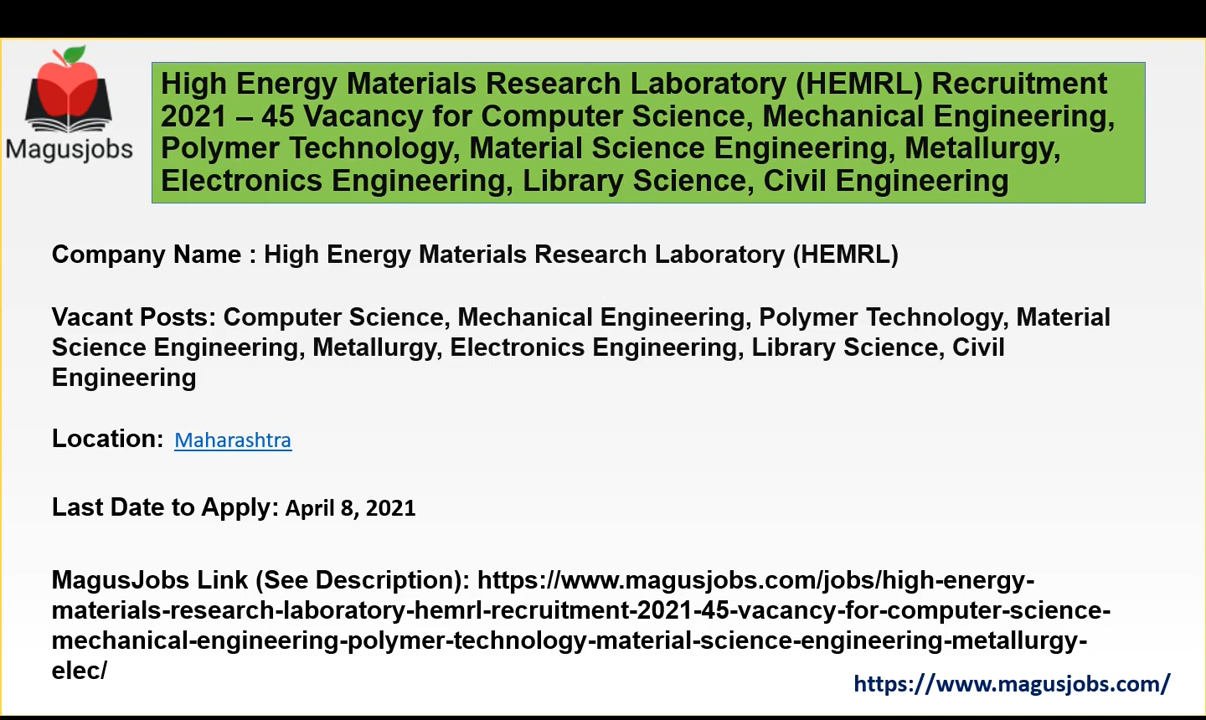 Magusjobs
High Energy Materials Research Laboratory (HEMRL) Recruitment
2021 – 45 Vacancy for Computer Science, Mechanical Engineering,
Polymer Technology, Material Science Engineering, Metallurgy,
Electronics Engineering, Library Science, Civil Engineering
Company Name : High Energy Materials Research Laboratory (HEMRL)
Vacant Posts: Computer Science, Mechanical Engineering, Polymer Technology, Material
Science Engineering, Metallurgy, Electronics Engineering, Library Science, Civil
Engineering
Location: Maharashtra
Last Date to Apply: April 8, 2021
MagusJobs Link (See Description): https://www.magusjobs.com/jobs/high-energy-
materials-research-laboratory-hemrl-recruitment-2021-45-vacancy-for-computer-science-
mechanical-engineering-polymer-technology-material-science-engineering-metallurgy-
elec/
https://www.magusjobs.com/